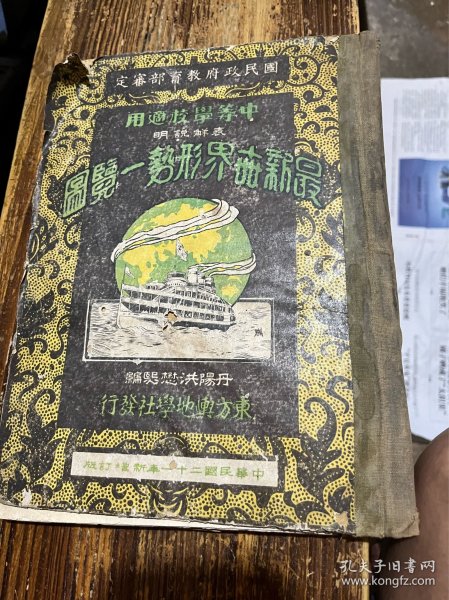 國民政府教育部審定
中等學校適用
表解說明
最新世界形勢一覽圖
丹陽洪懋熙編
東方輿地學社發行
中華民國二十一年新增訂版
孔夫子旧书网
www.kongfz.com